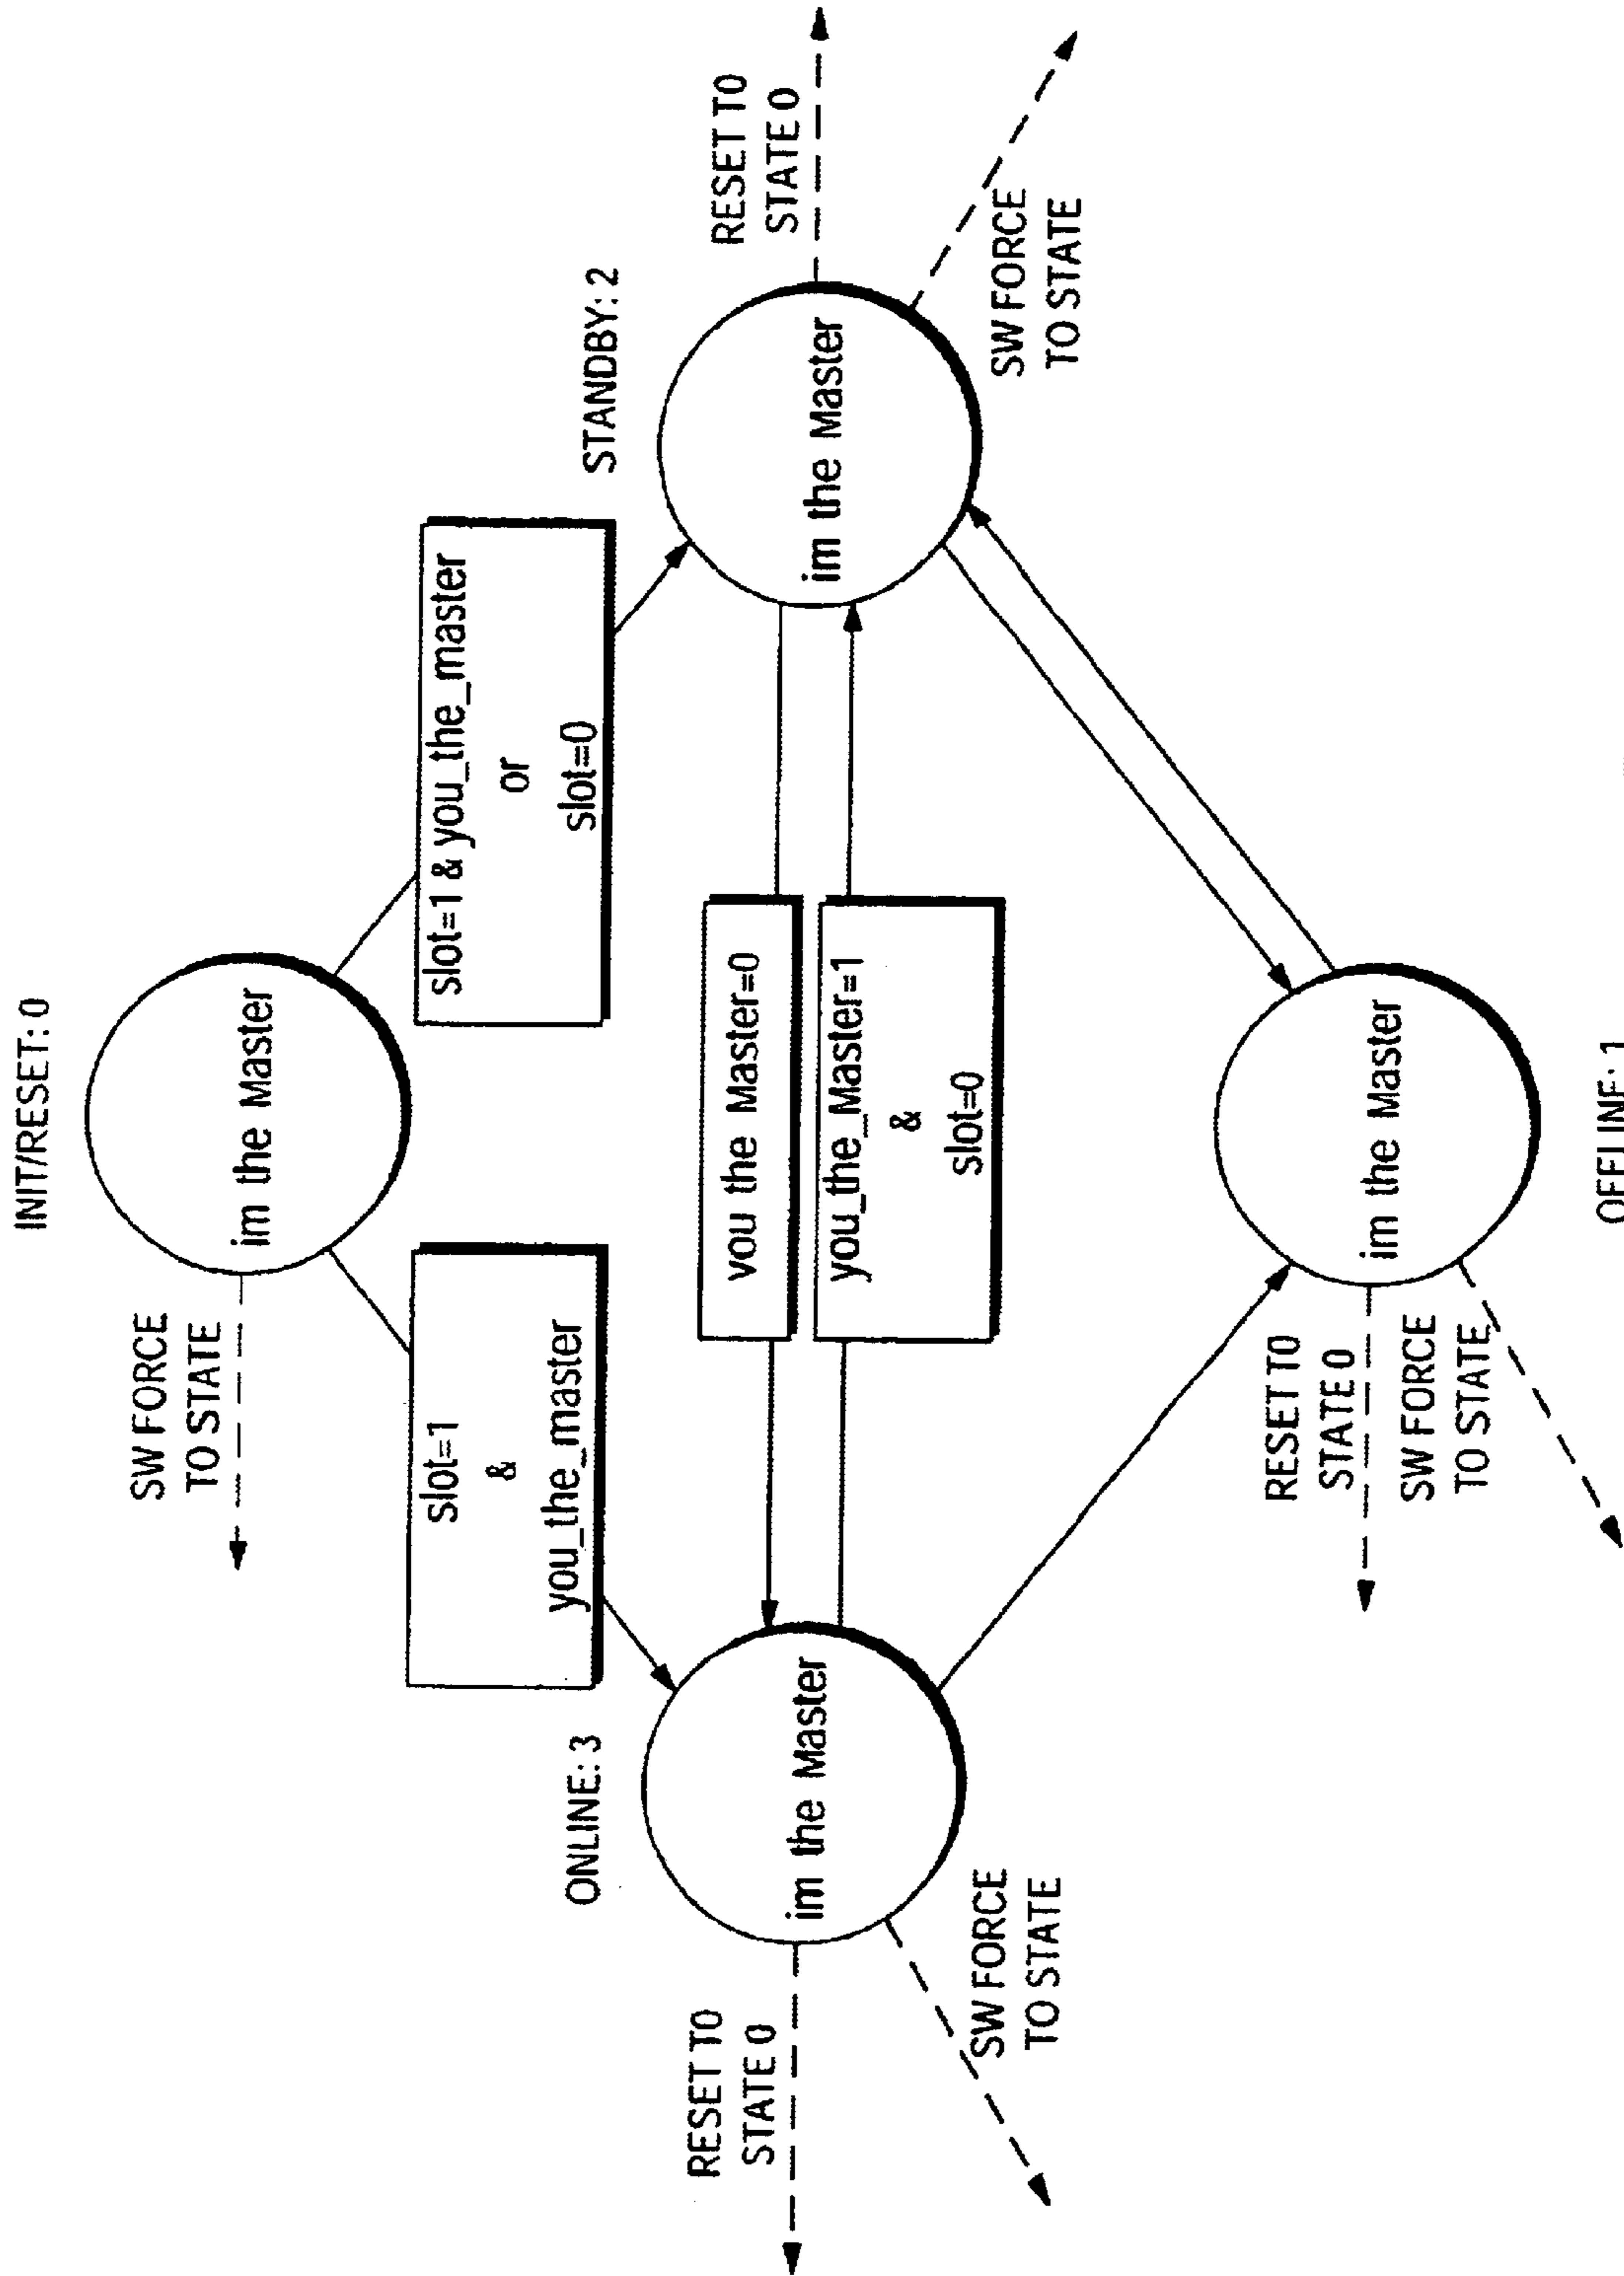 INIT/RESET: 0
im the Master
SW FORCE
TO STATE
slot=1
&
you_the_master
slot=1 & you_the_master
or
slot=0
ONLINE: 3
im the Master
RESET TO
STATE 0
SW FORCE
TO STATE
vou the Master=0
you_the_Master=1
&
slot=0
STANDBY: 2
im the Master
RESET TO
STATE 0
SW FORCE
TO STATE
im the Master
RESET TO
STATE 0
SW FORCE
TO STATE
OFFLINE: 1